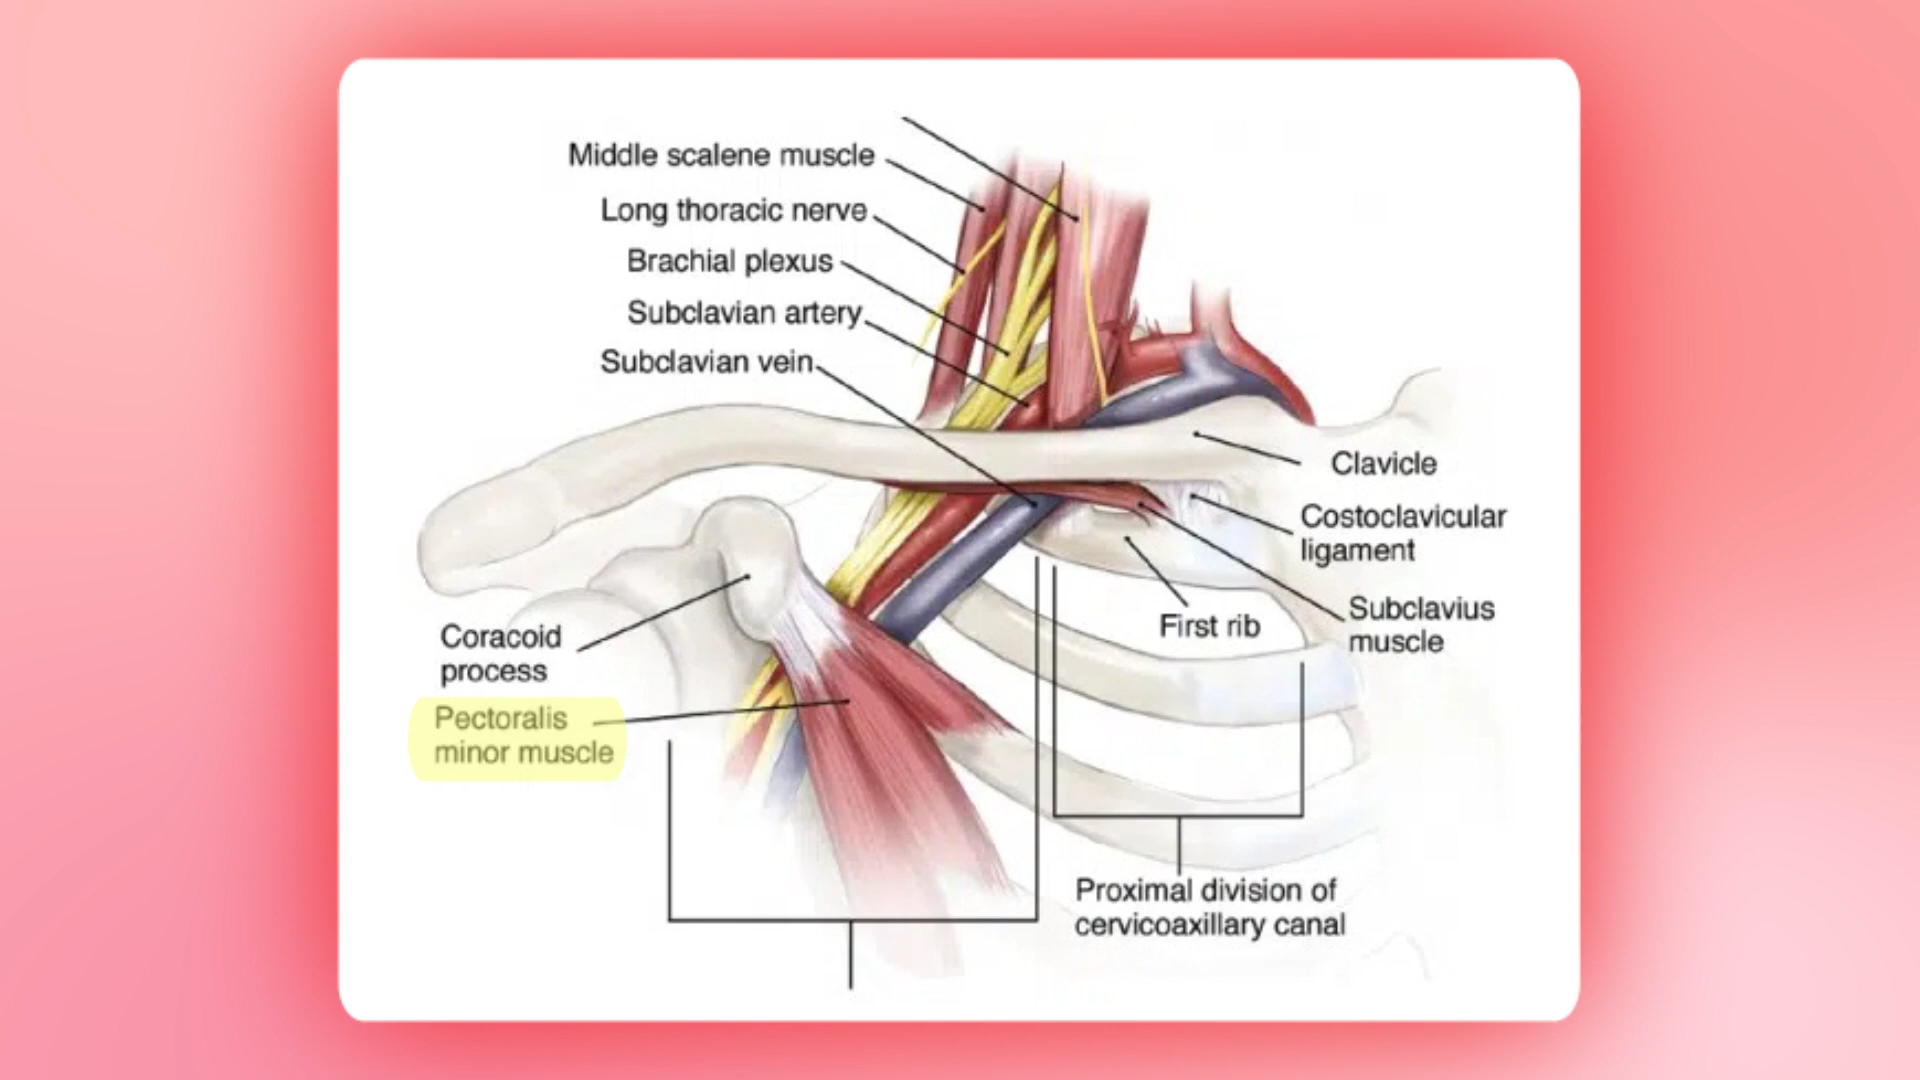 Middle scalene muscle
Long thoracic nerve
Brachial plexus
Subclavian artery
Subclavian vein
Clavicle
Costoclavicular
ligament
First rib
Subclavius
muscle
Coracoid
process
Pectoralis
minor muscle
Proximal division of
cervicoaxillary canal